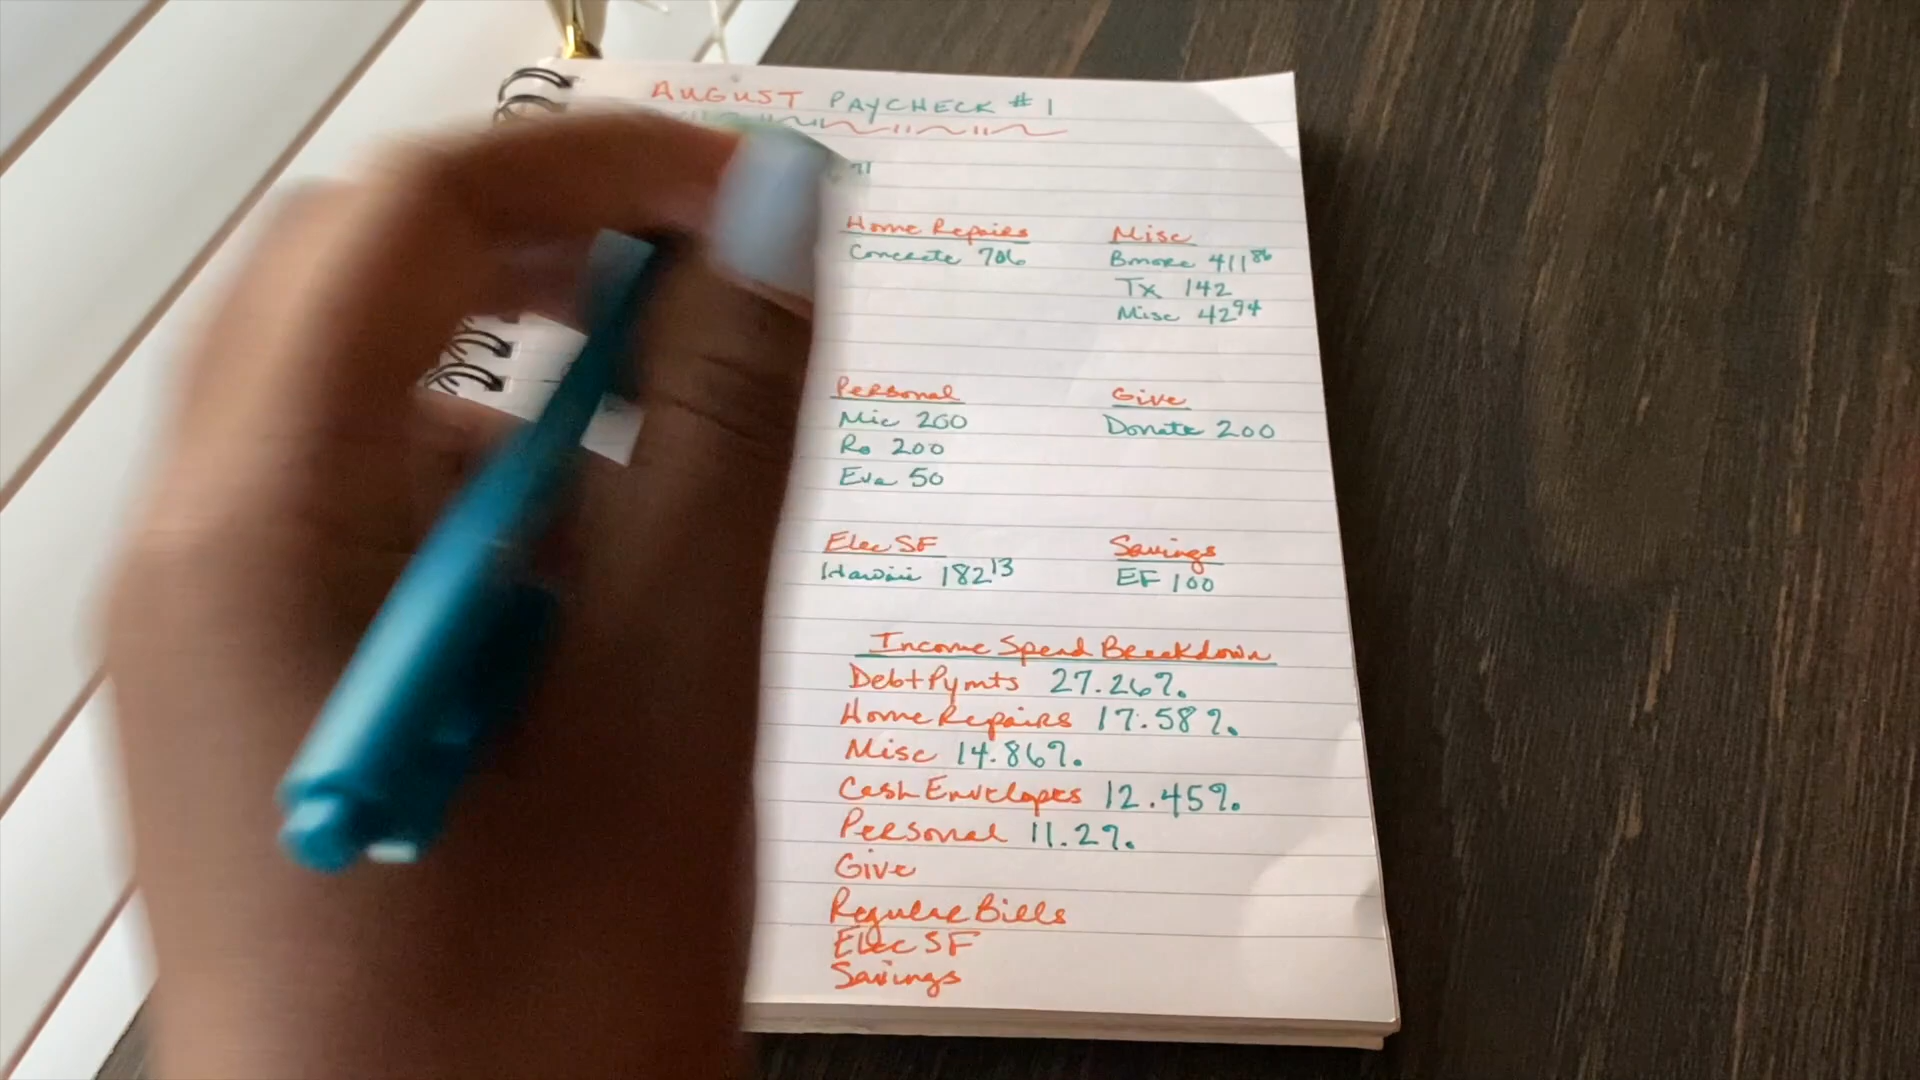 AUGUST PAYCHECK #1
Home Repairs
Concrete 706
Misc
Bmore 411 86
Tx 142
Misc 42 94
Personal
Mic 200
Ro 200
Eva 50
Give
Donate 200
Elec SF
Hawaii 182 13
Savings
EF 100
Income Spend Breakdown
Debt Pymts 27.26%
Home Repairs 17.58%
Misc 14.86%
Cash Envelopes 12.45%
Personal 11.2%
Give
Regular Bills
Elec SF
Savings